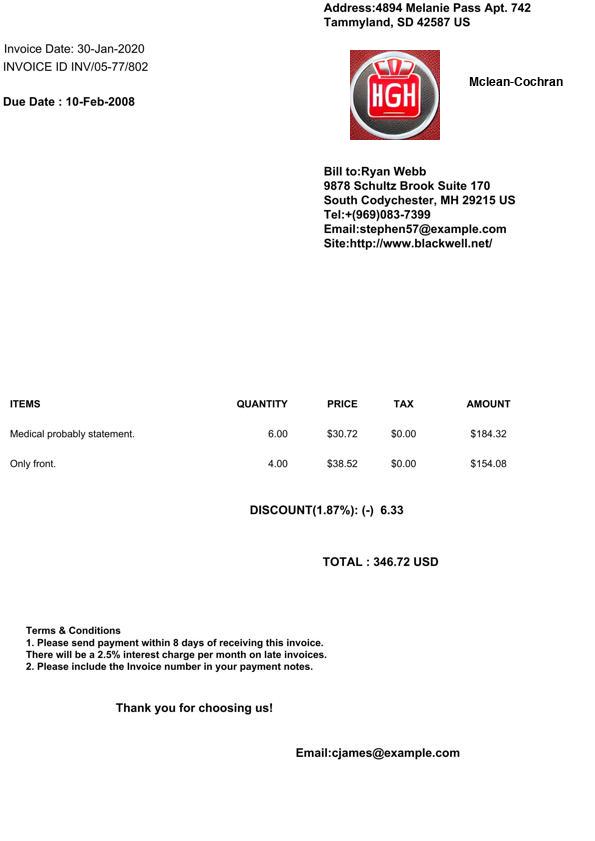 Address:4894 Melanie Pass Apt. 742
Tammyland, SD 42587 US
Invoice Date: 30-Jan-2020
INVOICE ID INV/05-77/802
Due Date : 10-Feb-2008
HGH
Mclean-Cochran
Bill to:Ryan Webb
9878 Schultz Brook Suite 170
South Codychester, MH 29215 US
Tel:+(969)083-7399
Email:stephen57@example.com
Site:http://www.blackwell.net/
ITEMS QUANTITY PRICE TAX AMOUNT
Medical probably statement. 6.00 $30.72 $0.00 $184.32
Only front. 4.00 $38.52 $0.00 $154.08
DISCOUNT(1.87%): (-) 6.33
TOTAL : 346.72 USD
Terms & Conditions
1. Please send payment within 8 days of receiving this invoice.
There will be a 2.5% interest charge per month on late invoices.
2. Please include the Invoice number in your payment notes.
Thank you for choosing us!
Email:cjames@example.com